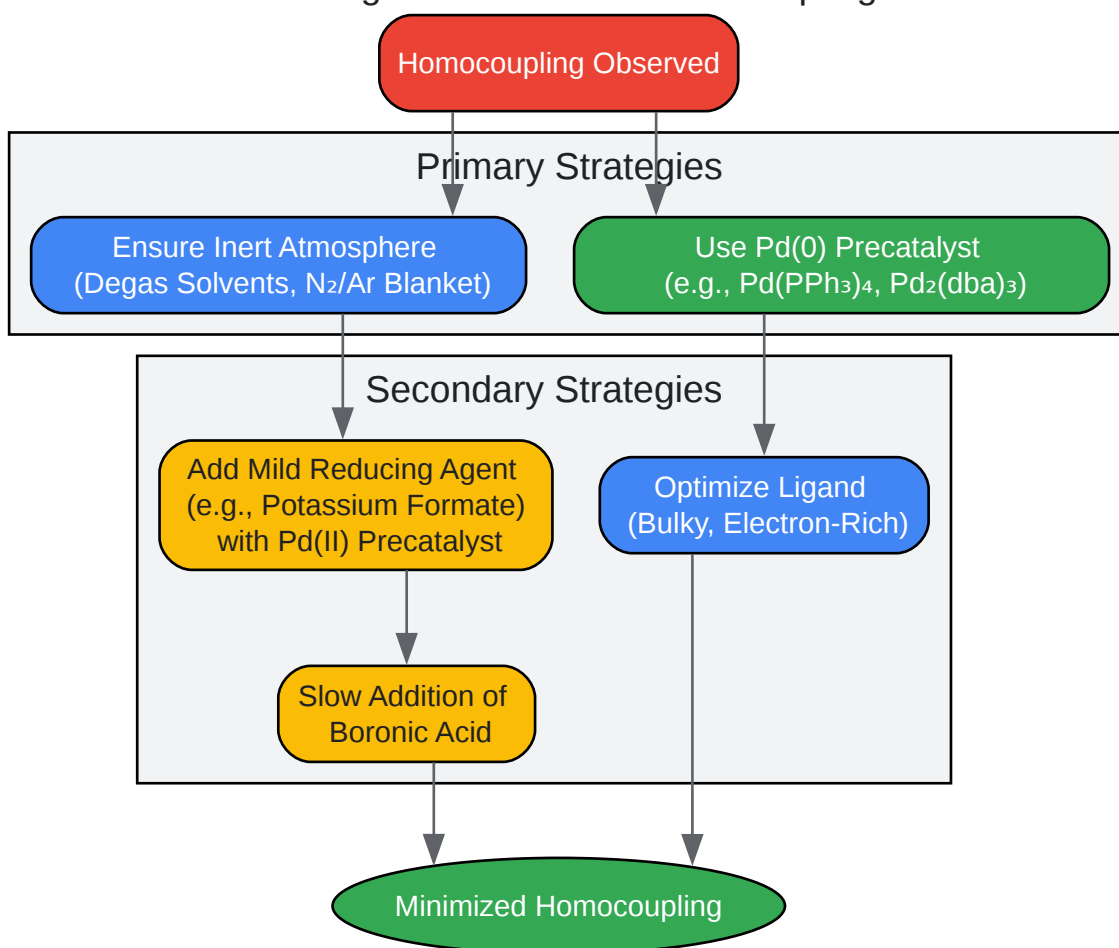 Homocoupling Observed
Primary Strategies
Ensure Inert Atmosphere
(Degas Solvents, N₂/Ar Blanket)
Use Pd(0) Precatalyst
(e.g., Pd(PPh₃)₄, Pd₂(dba)₃)
Secondary Strategies
Add Mild Reducing Agent
(e.g., Potassium Formate)
with Pd(II) Precatalyst
Optimize Ligand
(Bulky, Electron-Rich)
Slow Addition of
Boronic Acid
Minimized Homocoupling